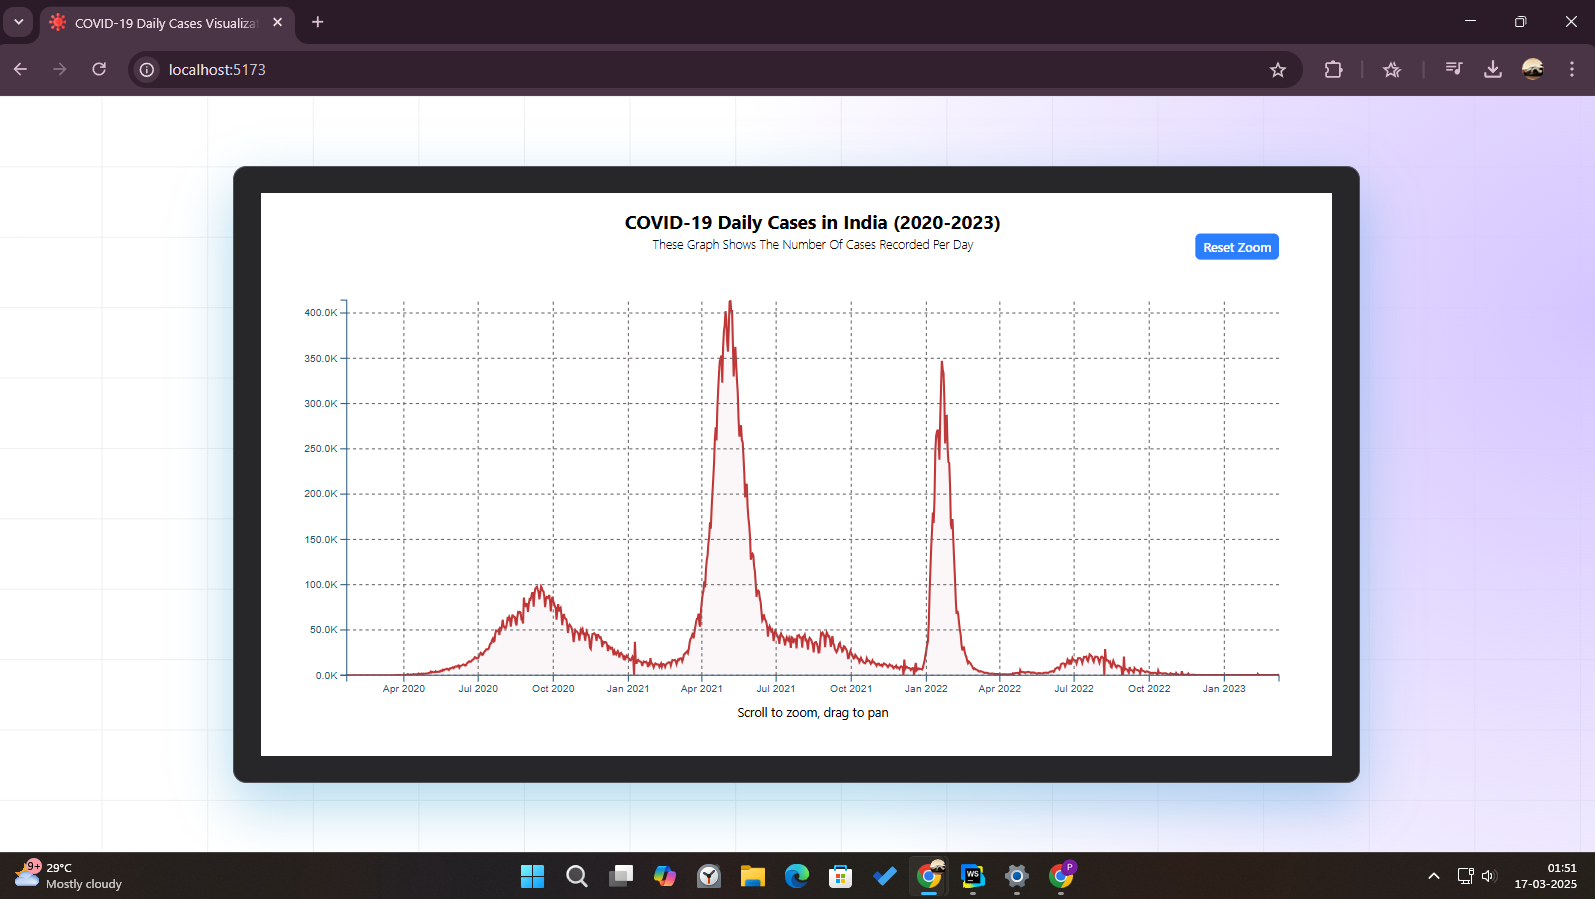 COVID-19 Daily Cases Visualiza
localhost:5173
COVID-19 Daily Cases in India (2020-2023)
These Graph Shows The Number Of Cases Recorded Per Day
Reset Zoom
400.0K
350.0K
300.0K
250.0K
200.0K
150.0K
100.0K
50.0K
0.0K
Apr 2020 Jul 2020 Oct 2020 Jan 2021 Apr 2021 Jul 2021 Oct 2021 Jan 2022 Apr 2022 Jul 2022 Oct 2022 Jan 2023
Scroll to zoom, drag to pan
9+ 29°C
Mostly cloudy
WS
P
01:51
17-03-2025